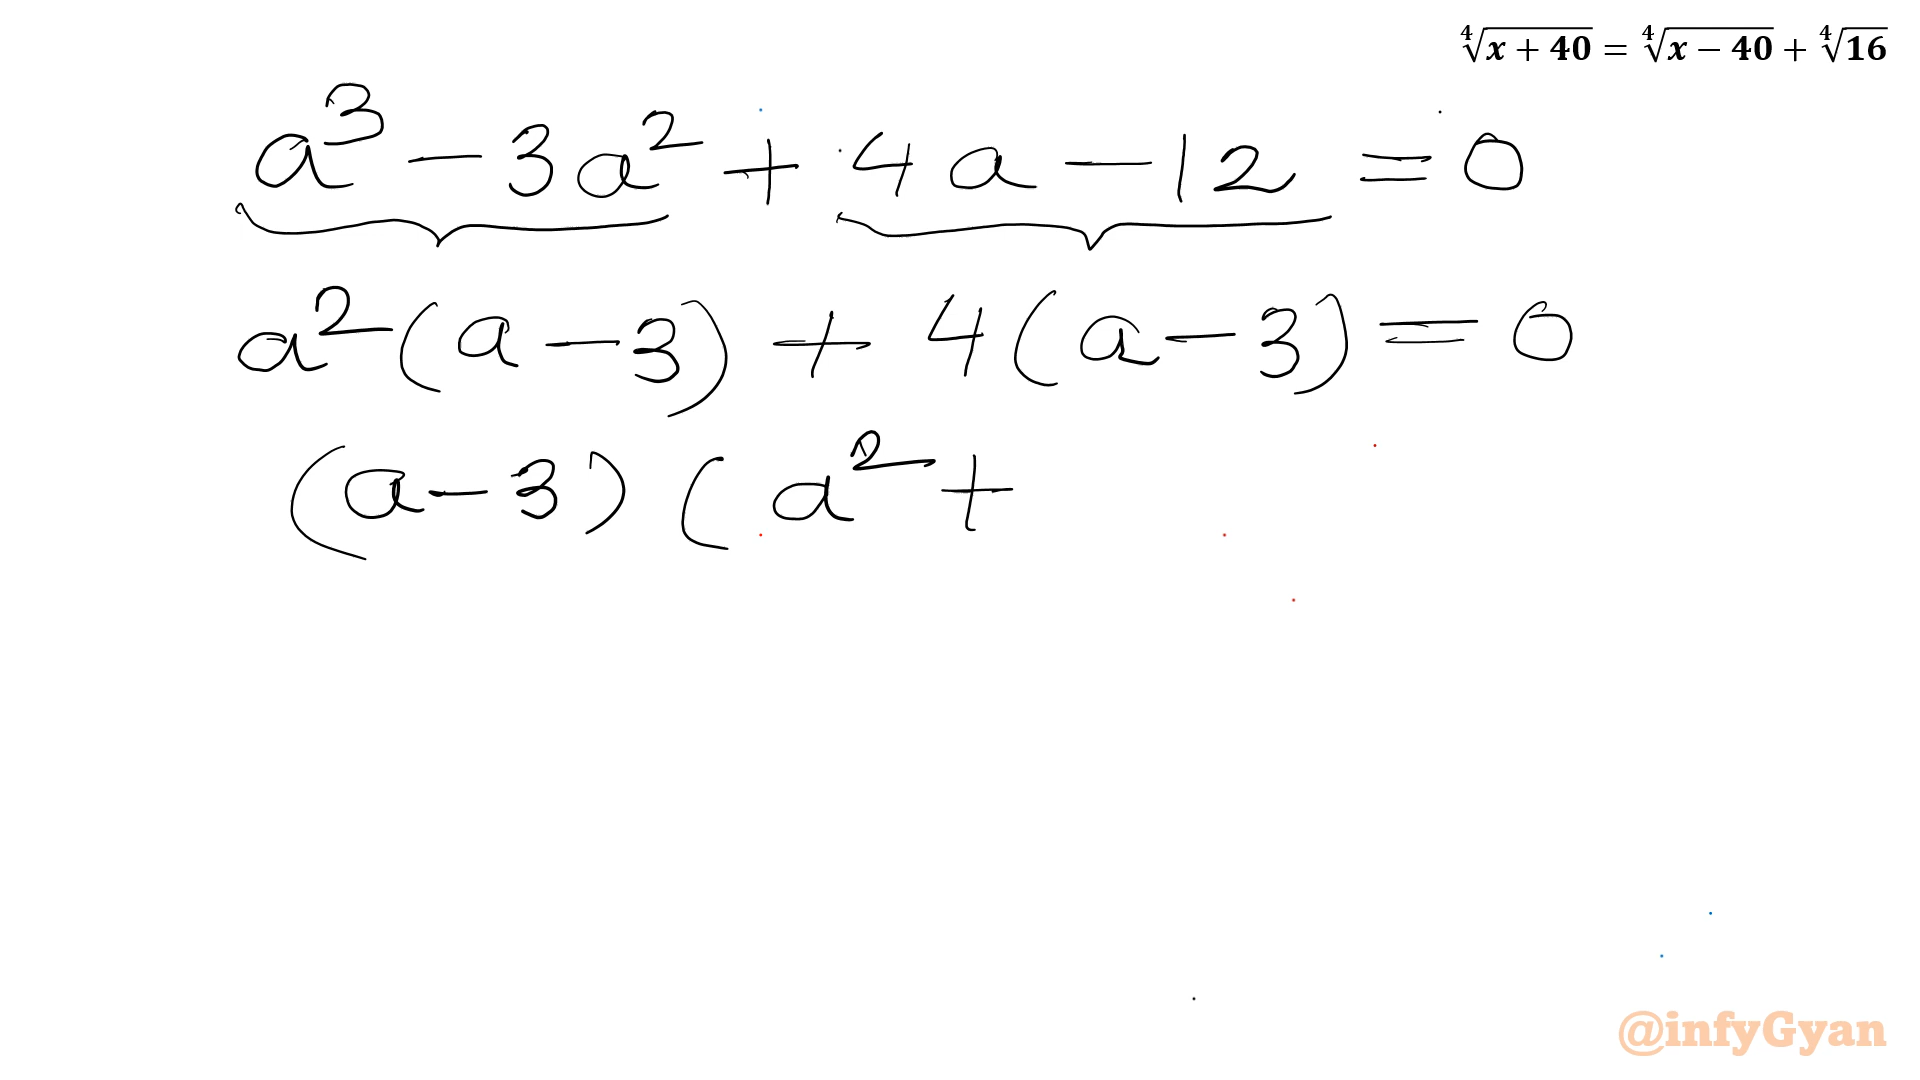 ∜(x + 40) = ∜(x − 40) + ∜16
a³ − 3a² + 4a − 12 = 0
a²(a − 3) + 4(a − 3) = 0
(a − 3) (a² +
@infyGyan